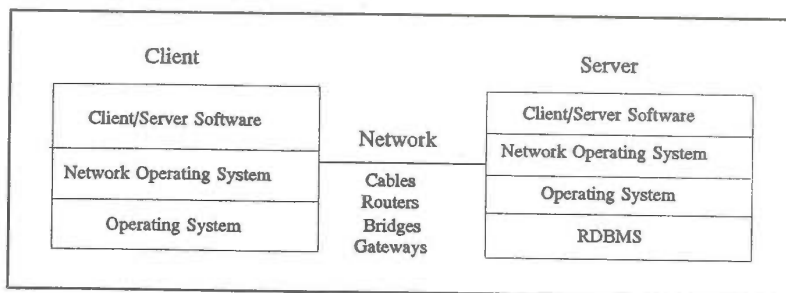 Client
Client/Server Software
Network Operating System
Operating System
Network
Cables
Routers
Bridges
Gateways
Server
Client/Server Software
Network Operating System
Operating System
RDBMS